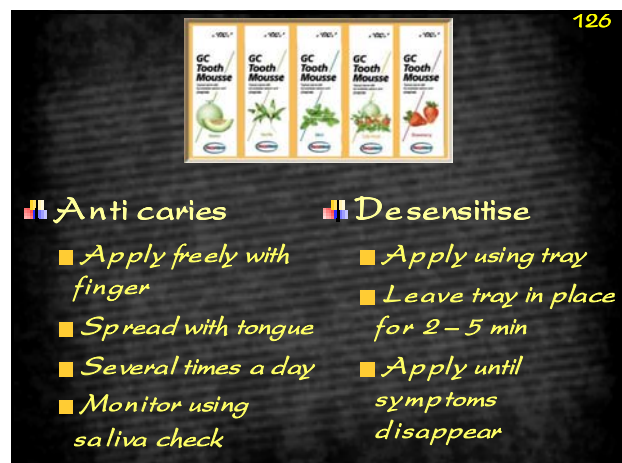 126
GC
Tooth
Mousse
GC
Tooth
Mousse
GC
Tooth
Mousse
GC
Tooth
Mousse
GC
Tooth
Mousse
Anti caries
Apply freely with
finger
Spread with tongue
Several times a day
Monitor using
saliva check
Desensitise
Apply using tray
Leave tray in place
for 2 – 5 min
Apply until
symptoms
disappear